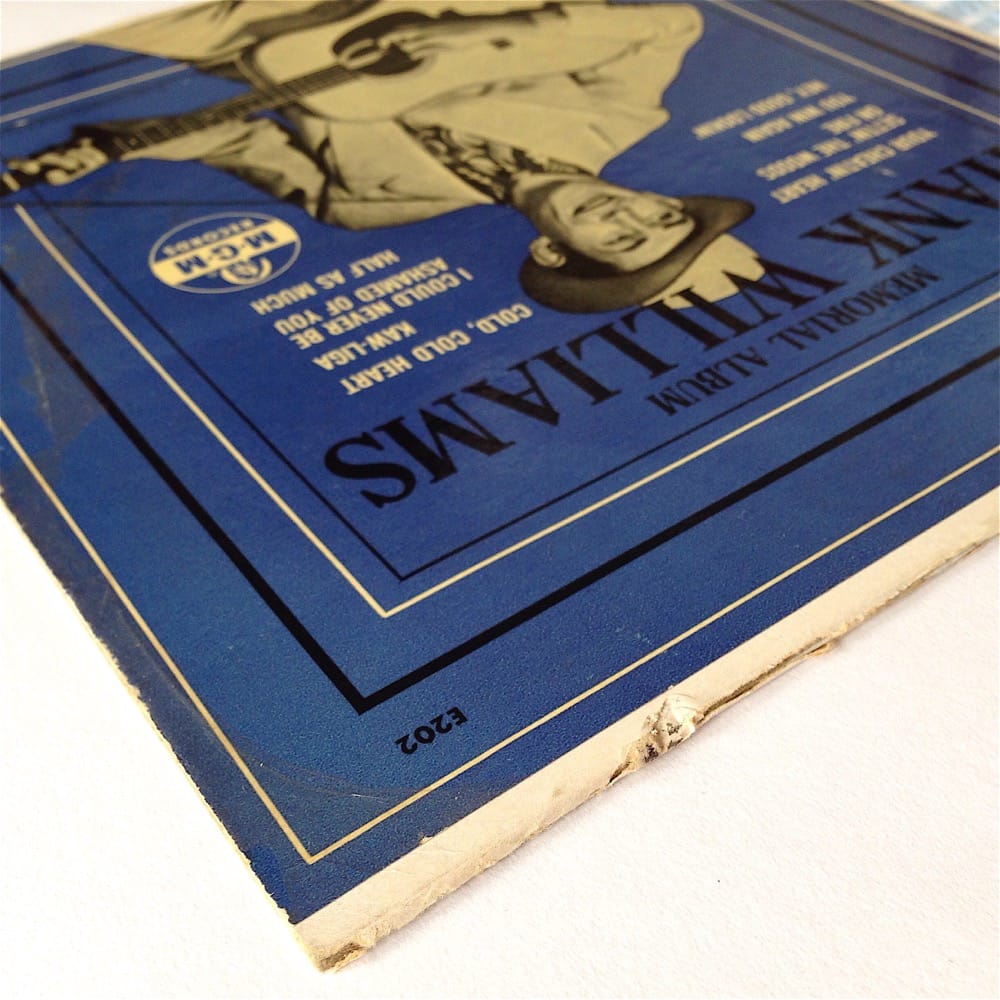 E202
MEMORIAL ALBUM
HANK WILLIAMS
YOUR CHEATIN' HEART
SETTIN' THE WOODS
ON FIRE
YOU WIN AGAIN
HEY, GOOD LOOKIN'
COLD, COLD HEART
KAW-LIGA
I COULD NEVER BE
ASHAMED OF YOU
HALF AS MUCH
M-G-M
RECORDS